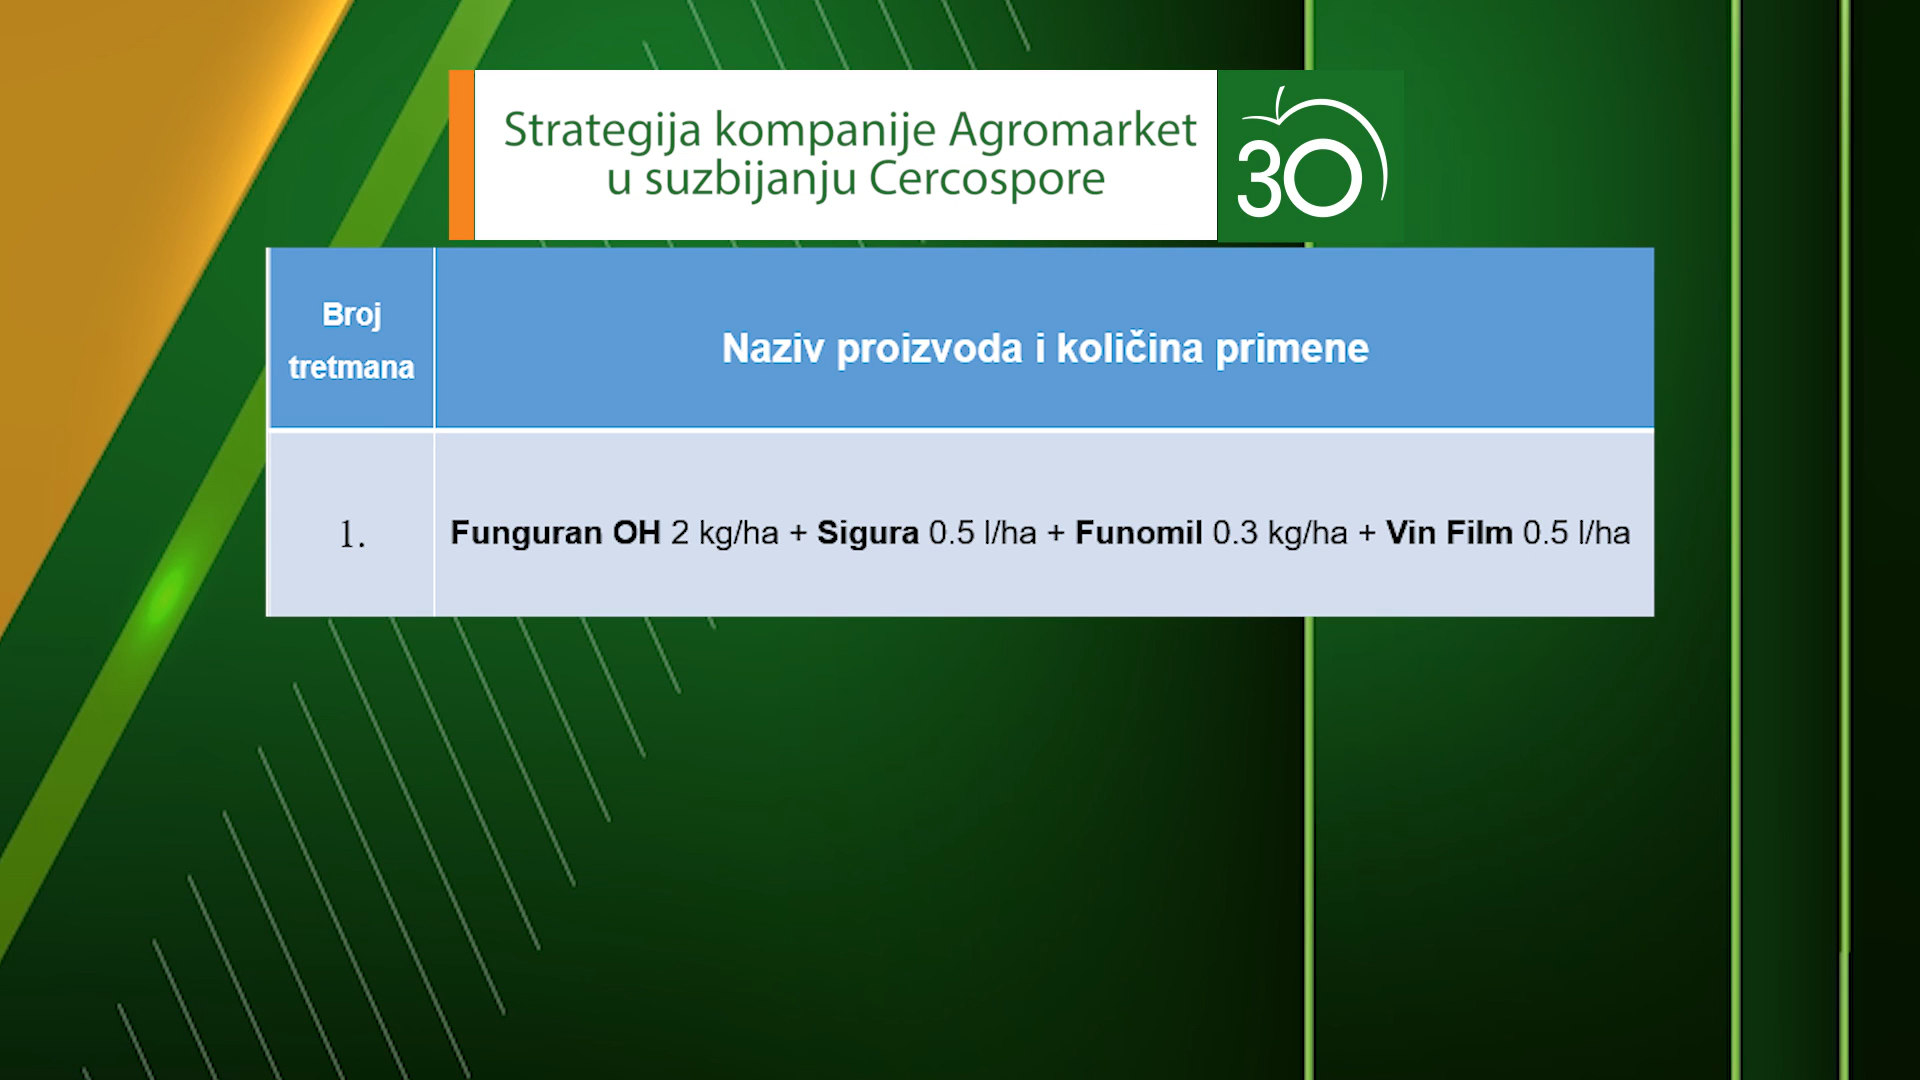 Strategija kompanije Agromarket
u suzbijanju Cercospore
30
Broj
tretmana
Naziv proizvoda i količina primene
1.
Funguran OH 2 kg/ha + Sigura 0.5 l/ha + Funomil 0.3 kg/ha + Vin Film 0.5 l/ha